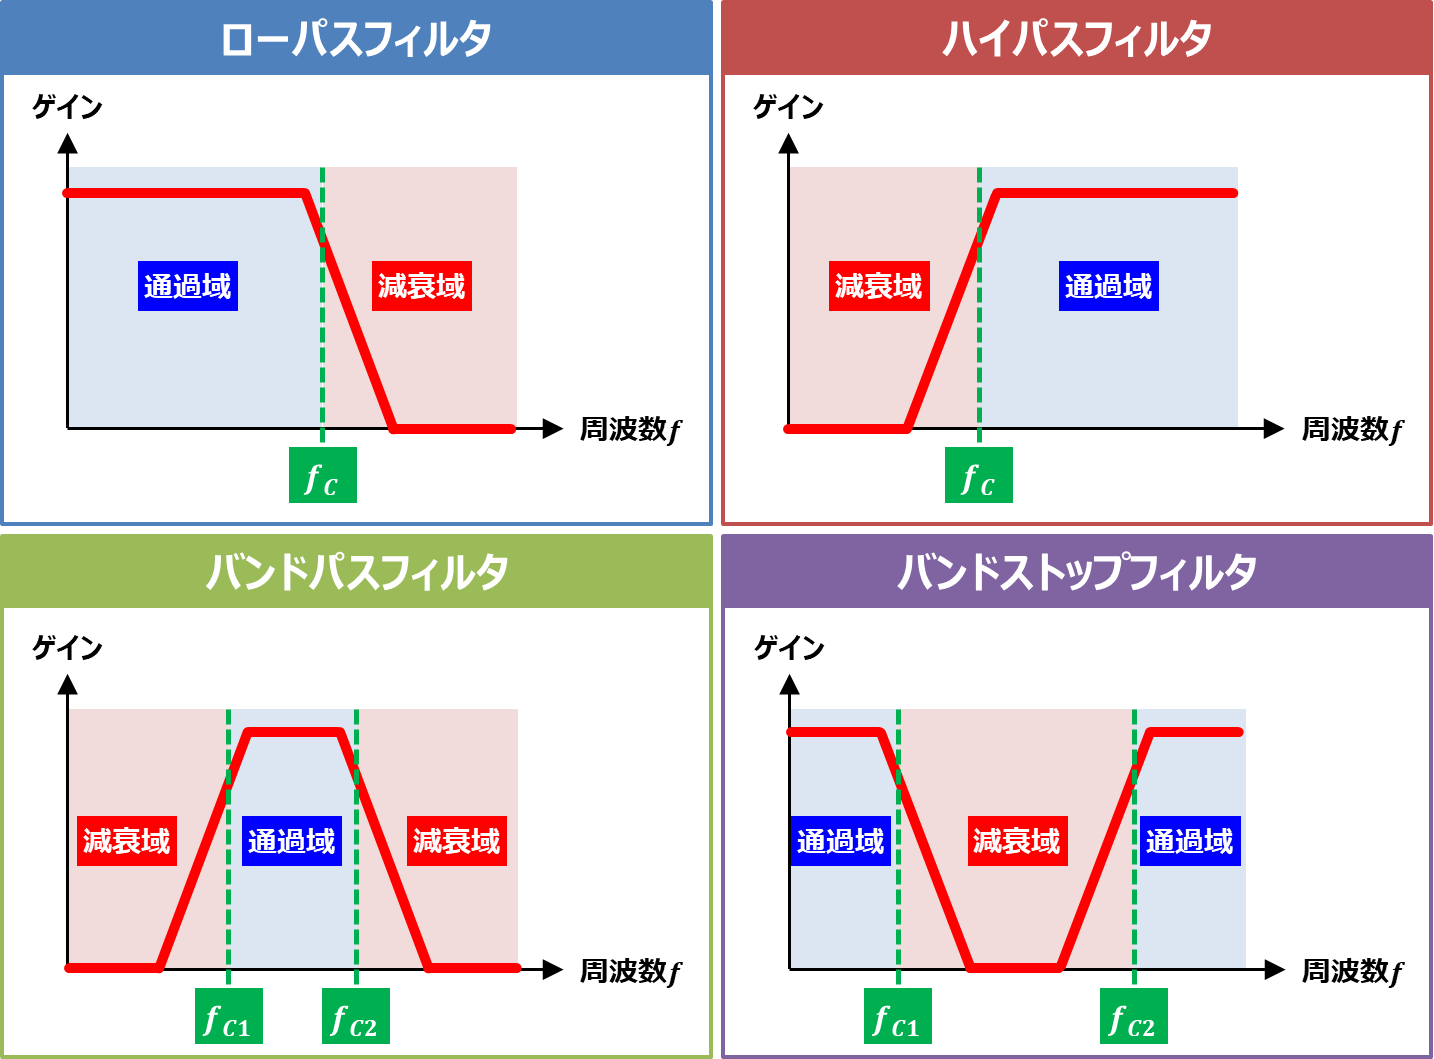 ローパスフィルタ
ゲイン
通過域
減衰域
周波数f
fC
ハイパスフィルタ
ゲイン
減衰域
通過域
周波数f
fC
バンドパスフィルタ
ゲイン
減衰域
通過域
減衰域
周波数f
fC1
fC2
バンドストップフィルタ
ゲイン
通過域
減衰域
通過域
周波数f
fC1
fC2